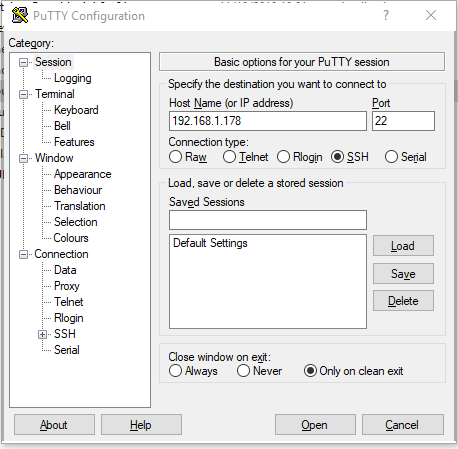 PuTTY Configuration
?
Category:
Session
Logging
Terminal
Keyboard
Bell
Features
Window
Appearance
Behaviour
Translation
Selection
Colours
Connection
Data
Proxy
Telnet
Rlogin
SSH
Serial
Basic options for your PuTTY session
Specify the destination you want to connect to
Host Name (or IP address) Port
192.168.1.178 22
Connection type:
Raw Telnet Rlogin SSH Serial
Load, save or delete a stored session
Saved Sessions
Default Settings
Load
Save
Delete
Close window on exit:
Always Never Only on clean exit
About Help Open Cancel